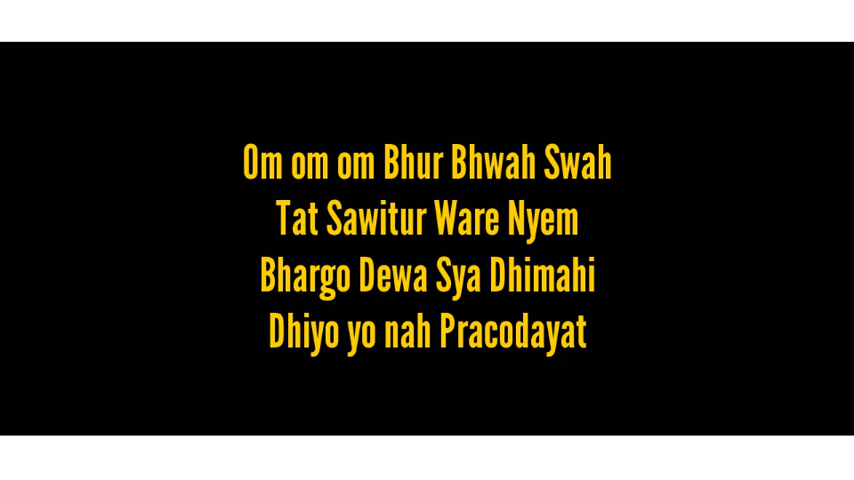 Om om om Bhur Bhwah Swah
Tat Sawitur Ware Nyem
Bhargo Dewa Sya Dhimahi
Dhiyo yo nah Pracodayat